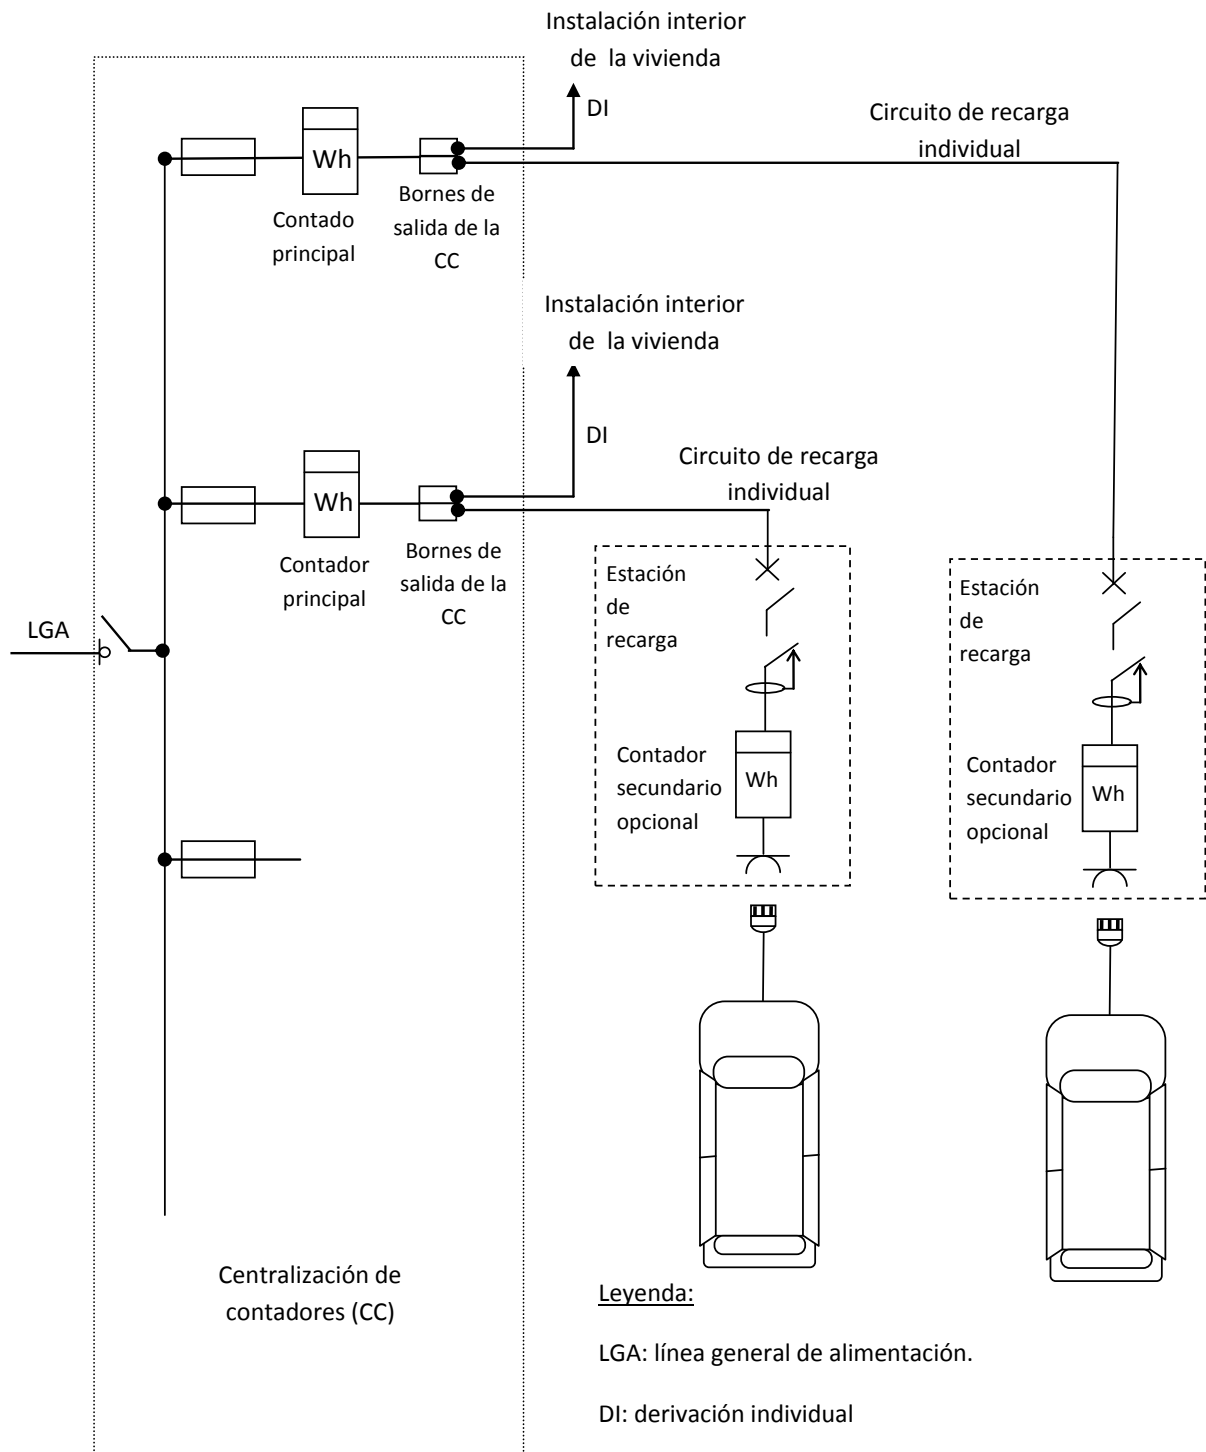 Instalación interior
de la vivienda
DI
Circuito de recarga
individual
Wh
Contado
principal
Bornes de
salida de la
CC
Instalación interior
de la vivienda
DI
Circuito de recarga
individual
Wh
Contador
principal
Bornes de
salida de la
CC
LGA
Estación
de
recarga
Contador
secundario
opcional
Wh
Estación
de
recarga
Contador
secundario
opcional
Wh
Centralización de
contadores (CC)
Leyenda:
LGA: línea general de alimentación.
DI: derivación individual